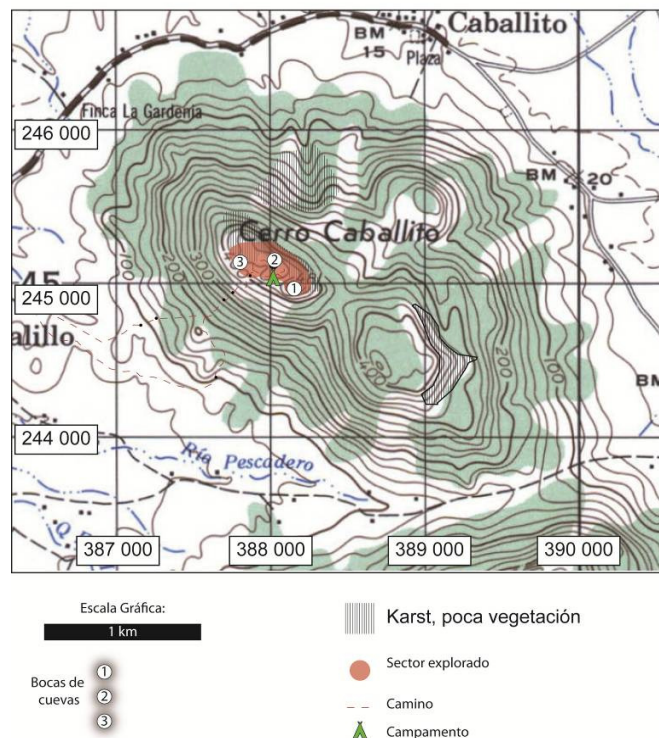 Caballito
BM
15
Plaza
Finca La Gardenia
246 000
BM 20
Cerro Caballito
3
2
1
100
200
300
45
245 000
alillo
400
200
100
BM
244 000
Río Pescadero
Q
387 000
388 000
389 000
390 000
Escala Gráfica:
1 km
Bocas de
cuevas
1
2
3
Karst, poca vegetación
Sector explorado
Camino
Campamento